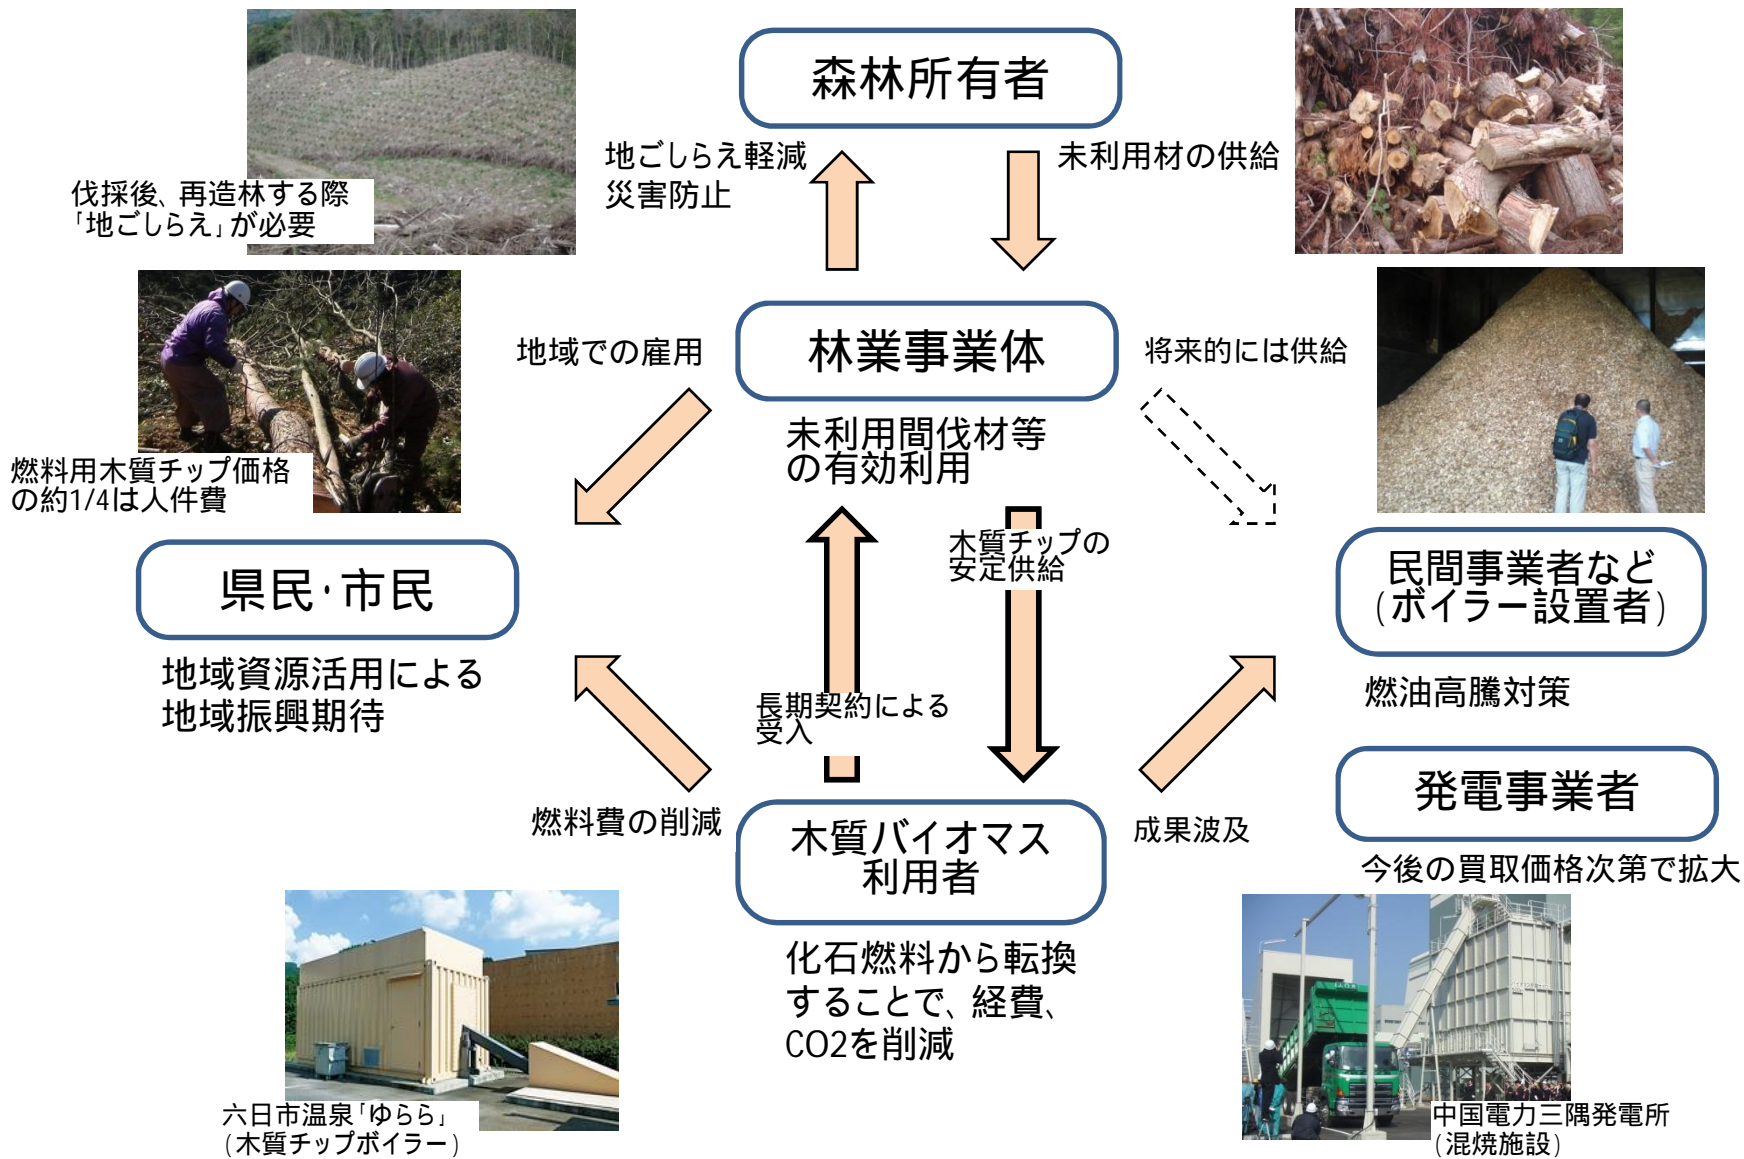 森林所有者
地ごしらえ軽減
災害防止
未利用材の供給
伐採後、再造林する際
「地ごしらえ」が必要
林業事業体
地域での雇用
将来的には供給
未利用間伐材等
の有効利用
燃料用木質チップ価格
の約1/4は人件費
木質チップの
安定供給
県民・市民
民間事業者など
(ボイラー設置者)
地域資源活用による
地域振興期待
燃油高騰対策
長期契約による
受入
発電事業者
燃料費の削減
木質バイオマス
利用者
成果波及
今後の買取価格次第で拡大
化石燃料から転換
することで、経費、
CO2を削減
六日市温泉「ゆらら」
(木質チップボイラー)
中国電力三隅発電所
(混焼施設)